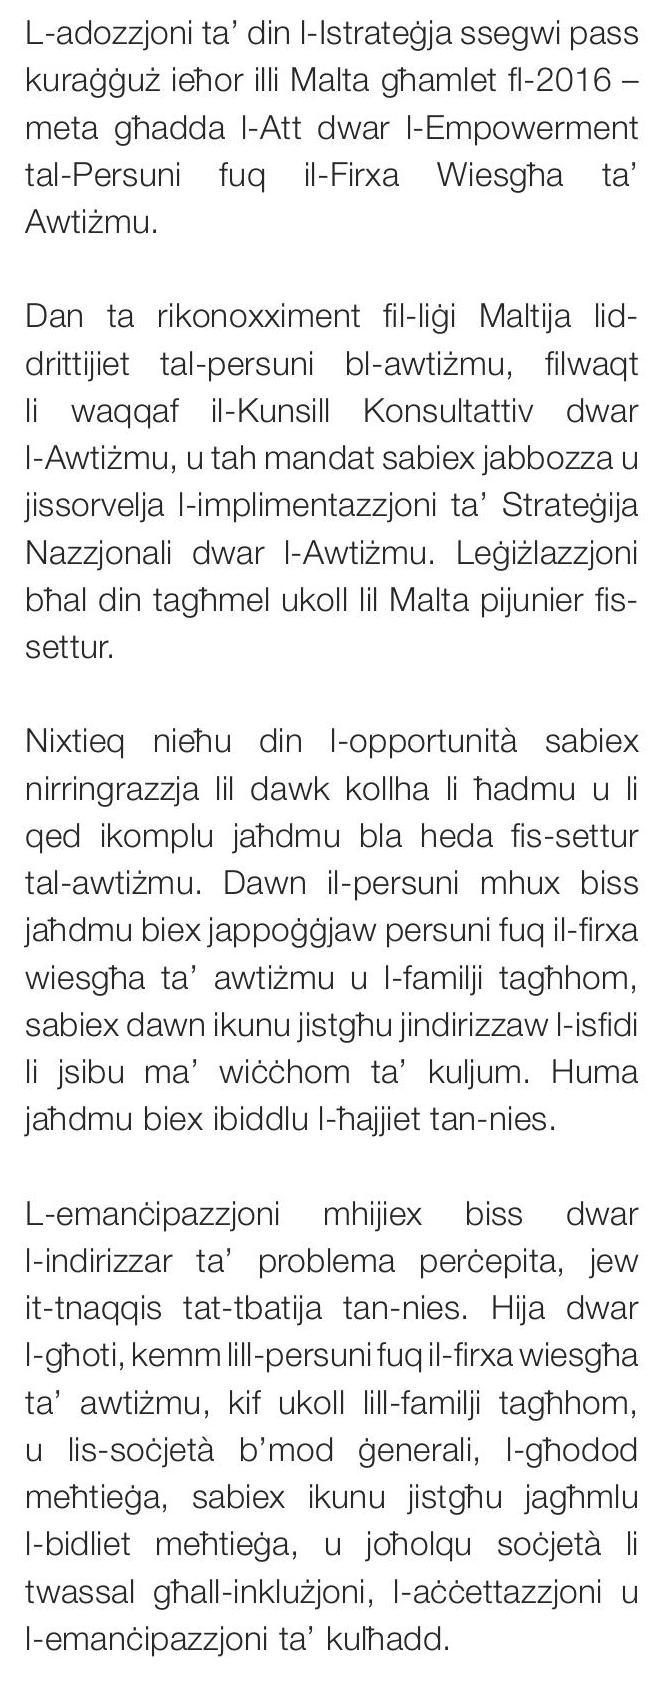 L-adozzjoni ta’ din l-Istrateġja ssegwi pass
kuraġġuż ieħor illi Malta għamlet fl-2016 –
meta għadda l-Att dwar l-Empowerment
tal-Persuni fuq il-Firxa Wiesgħa ta’
Awtiżmu.

Dan ta rikonoxximent fil-liġi Maltija lid-
drittijiet tal-persuni bl-awtiżmu, filwaqt
li waqqaf il-Kunsill Konsultattiv dwar
l-Awtiżmu, u tah mandat sabiex jabbozza u
jissorvelja l-implimentazzjoni ta’ Strateġija
Nazzjonali dwar l-Awtiżmu. Leġiżlazzjoni
bħal din tagħmel ukoll lil Malta pijunier fis-
settur.

Nixtieq nieħu din l-opportunità sabiex
nirringrazzja lil dawk kollha li ħadmu u li
qed ikomplu jaħdmu bla heda fis-settur
tal-awtiżmu. Dawn il-persuni mhux biss
jaħdmu biex jappoġġjaw persuni fuq il-firxa
wiesgħa ta’ awtiżmu u l-familji tagħhom,
sabiex dawn ikunu jistgħu jindirizzaw l-isfidi
li jsibu ma’ wiċċhom ta’ kuljum. Huma
jaħdmu biex ibiddlu l-ħajjiet tan-nies.

L-emanċipazzjoni mhijiex biss dwar
l-indirizzar ta’ problema perċepita, jew
it-tnaqqis tat-tbatija tan-nies. Hija dwar
l-għoti, kemm lill-persuni fuq il-firxa wiesgħa
ta’ awtiżmu, kif ukoll lill-familji tagħhom,
u lis-soċjetà b’mod ġenerali, l-għodod
meħtieġa, sabiex ikunu jistgħu jagħmlu
l-bidliet meħtieġa, u joħolqu soċjetà li
twassal għall-inklużjoni, l-aċċettazzjoni u
l-emanċipazzjoni ta’ kulħadd.